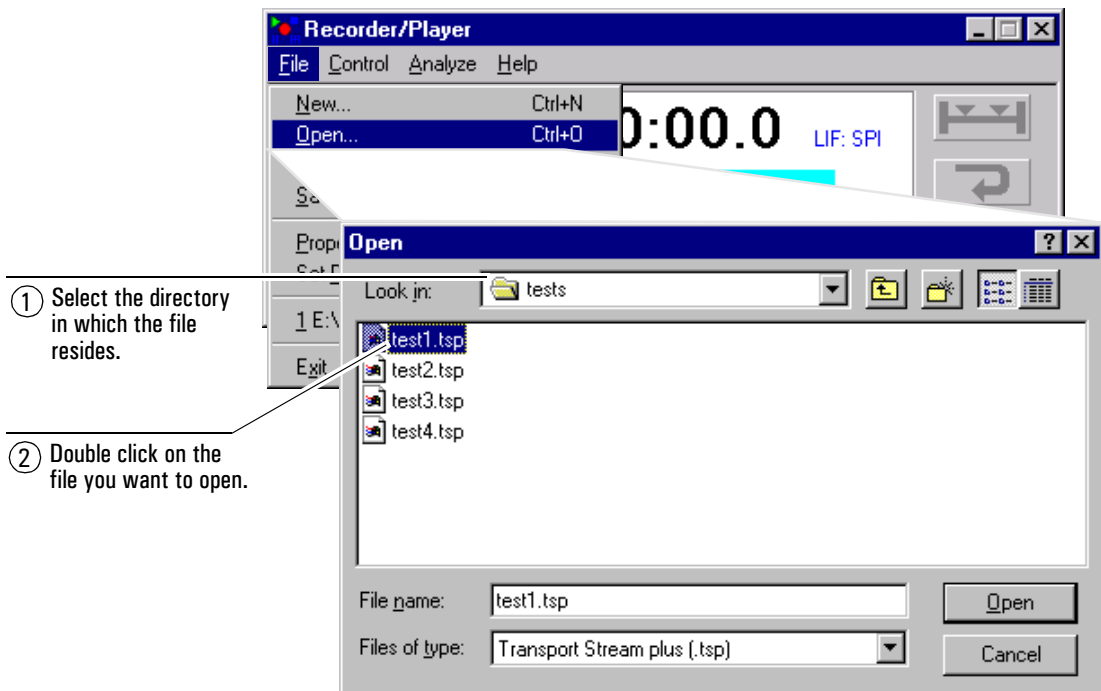 Recorder/Player
File Control Analyze Help
New... Ctrl+N
Open... Ctrl+O
0:00.0 LIF: SPI
Open
Look in: tests
1 Select the directory
in which the file
resides.
1 E:\
test1.tsp
Exit
test2.tsp
test3.tsp
test4.tsp
2 Double click on the
file you want to open.
File name: test1.tsp
Open
Files of type: Transport Stream plus (.tsp)
Cancel